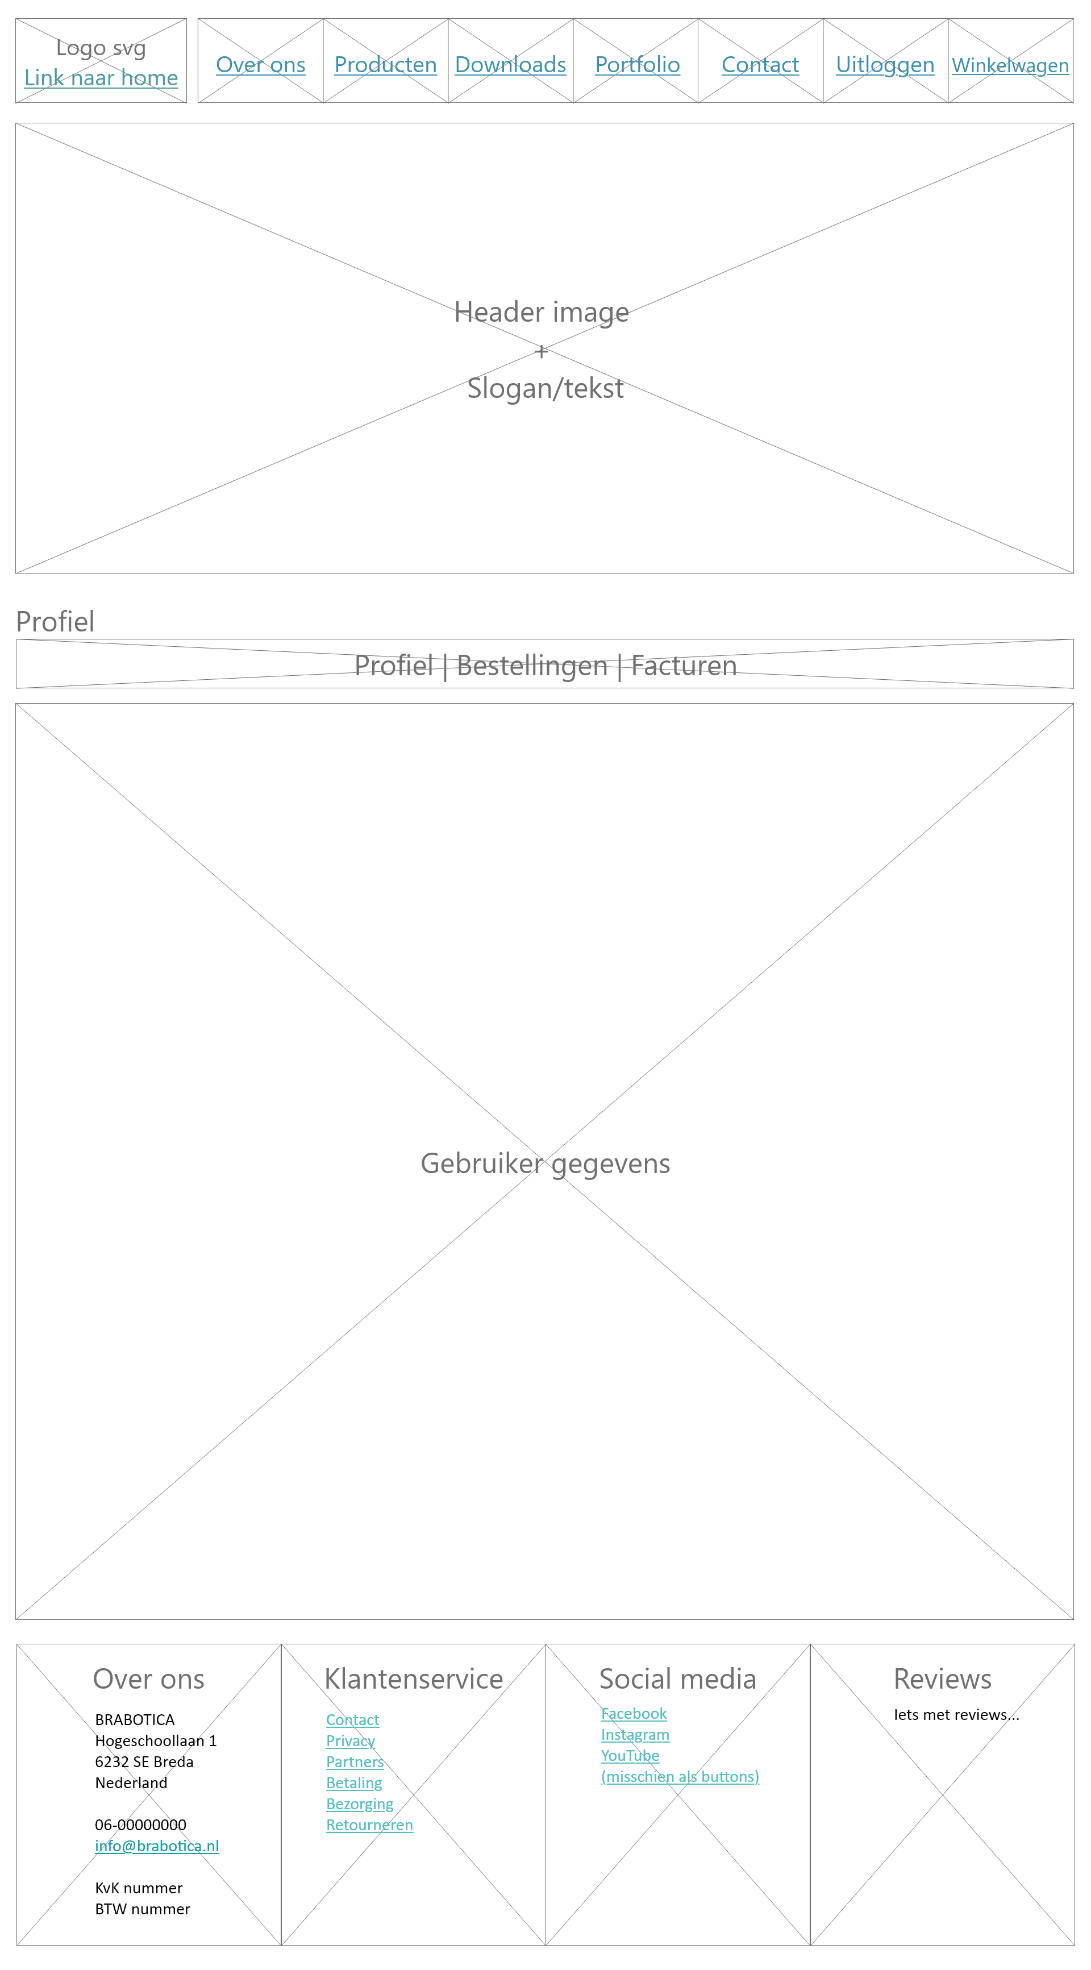 Logo svg
Link naar home
Over ons
Producten
Downloads
Portfolio
Contact
Uitloggen
Winkelwagen
Header image
+
Slogan/tekst
Profiel
Profiel | Bestellingen | Facturen
Gebruiker gegevens
Over ons
BRABOTICA
Hogeschoollaan 1
6232 SE Breda
Nederland
06-00000000
info@brabotica.nl
KvK nummer
BTW nummer
Klantenservice
Contact
Privacy
Partners
Betaling
Bezorging
Retourneren
Social media
Facebook
Instagram
YouTube
(misschien als buttons)
Reviews
Iets met reviews...